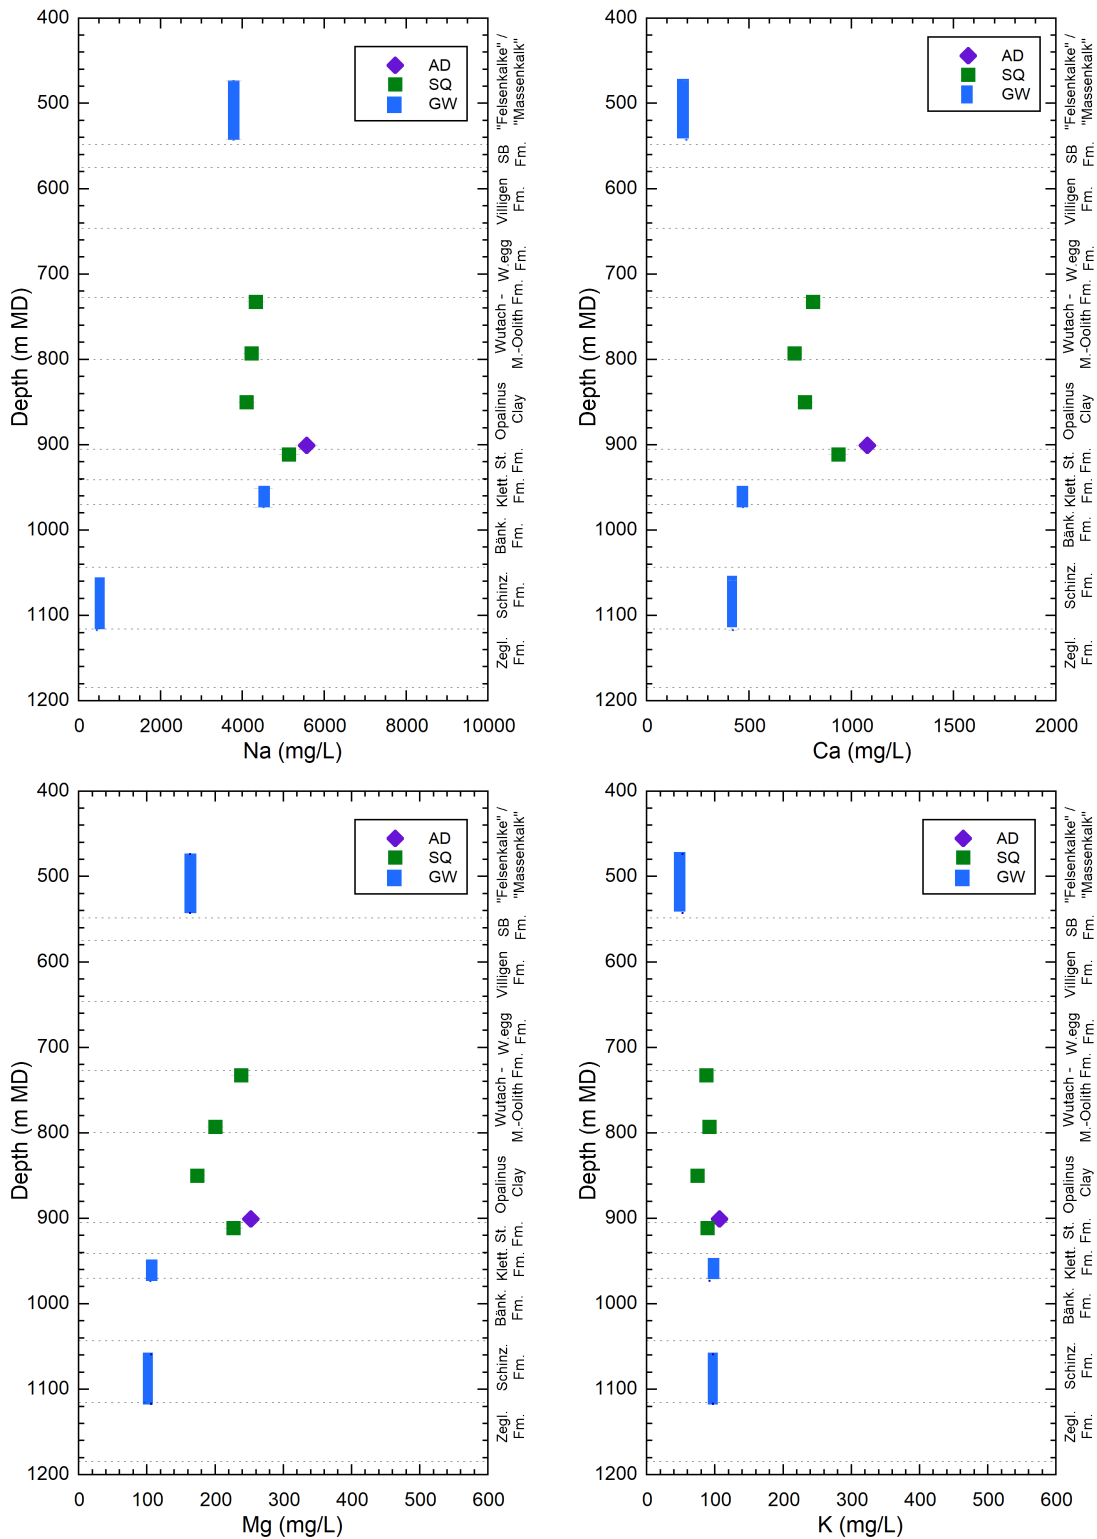 400
500
600
700
800
900
1000
1100
1200
Depth (m MD)
0 2000 4000 6000 8000 10000
Na (mg/L)
AD
SQ
GW
"Felsenkalke" /
"Massenkalk"
SB
Fm.
Villigen
Fm.
W.egg
Fm.
Wutach -
M.-Oolith Fm.
Opalinus
Clay
St.
Fm.
Klett.
Fm.
Bänk.
Fm.
Schinz.
Fm.
Zegl.
Fm.
400
500
600
700
800
900
1000
1100
1200
Depth (m MD)
0 500 1000 1500 2000
Ca (mg/L)
AD
SQ
GW
"Felsenkalke" /
"Massenkalk"
SB
Fm.
Villigen
Fm.
W.egg
Fm.
Wutach -
M.-Oolith Fm.
Opalinus
Clay
St.
Fm.
Klett.
Fm.
Bänk.
Fm.
Schinz.
Fm.
Zegl.
Fm.
400
500
600
700
800
900
1000
1100
1200
Depth (m MD)
0 100 200 300 400 500 600
Mg (mg/L)
AD
SQ
GW
"Felsenkalke" /
"Massenkalk"
SB
Fm.
Villigen
Fm.
W.egg
Fm.
Wutach -
M.-Oolith Fm.
Opalinus
Clay
St.
Fm.
Klett.
Fm.
Bänk.
Fm.
Schinz.
Fm.
Zegl.
Fm.
400
500
600
700
800
900
1000
1100
1200
Depth (m MD)
0 100 200 300 400 500 600
K (mg/L)
AD
SQ
GW
"Felsenkalke" /
"Massenkalk"
SB
Fm.
Villigen
Fm.
W.egg
Fm.
Wutach -
M.-Oolith Fm.
Opalinus
Clay
St.
Fm.
Klett.
Fm.
Bänk.
Fm.
Schinz.
Fm.
Zegl.
Fm.